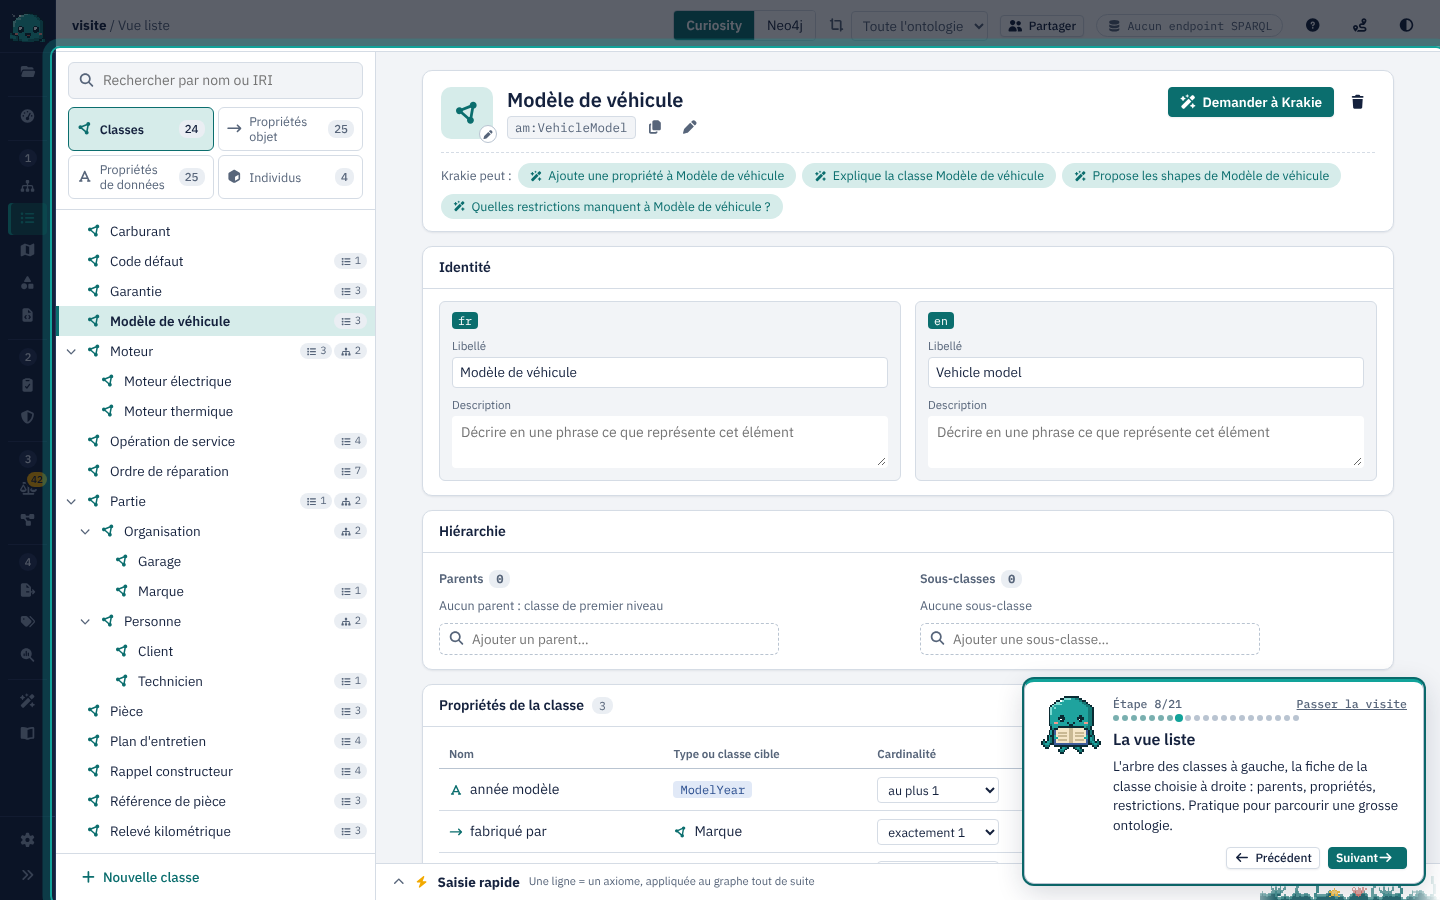 visite / Vue liste
Curiosity
Neo4j
Toute l'ontologie
Partager
Aucun endpoint SPARQL
Rechercher par nom ou IRI
Classes 24
Propriétés objet 25
Propriétés de données 25
Individus 4
1
2
3
42
4
Carburant
Code défaut 1
Garantie 3
Modèle de véhicule 3
Moteur 3 2
Moteur électrique
Moteur thermique
Opération de service 4
Ordre de réparation 7
Partie 1 2
Organisation 2
Garage
Marque 1
Personne 2
Client
Technicien 1
Pièce 3
Plan d'entretien 4
Rappel constructeur 4
Référence de pièce 3
Relevé kilométrique 3
+ Nouvelle classe
Modèle de véhicule
am:VehicleModel
Demander à Krakie
Krakie peut :
Ajoute une propriété à Modèle de véhicule
Explique la classe Modèle de véhicule
Propose les shapes de Modèle de véhicule
Quelles restrictions manquent à Modèle de véhicule ?
Identité
fr
Libellé
Modèle de véhicule
Description
Décrire en une phrase ce que représente cet élément
en
Libellé
Vehicle model
Description
Décrire en une phrase ce que représente cet élément
Hiérarchie
Parents 0
Aucun parent : classe de premier niveau
Ajouter un parent...
Sous-classes 0
Aucune sous-classe
Ajouter une sous-classe...
Propriétés de la classe 3
Nom Type ou classe cible Cardinalité
année modèle ModelYear au plus 1
fabriqué par Marque exactement 1
Saisie rapide Une ligne = un axiome, appliquée au graphe tout de suite
Étape 8/21
Passer la visite
La vue liste
L'arbre des classes à gauche, la fiche de la
classe choisie à droite : parents, propriétés,
restrictions. Pratique pour parcourir une grosse
ontologie.
← Précédent
Suivant→